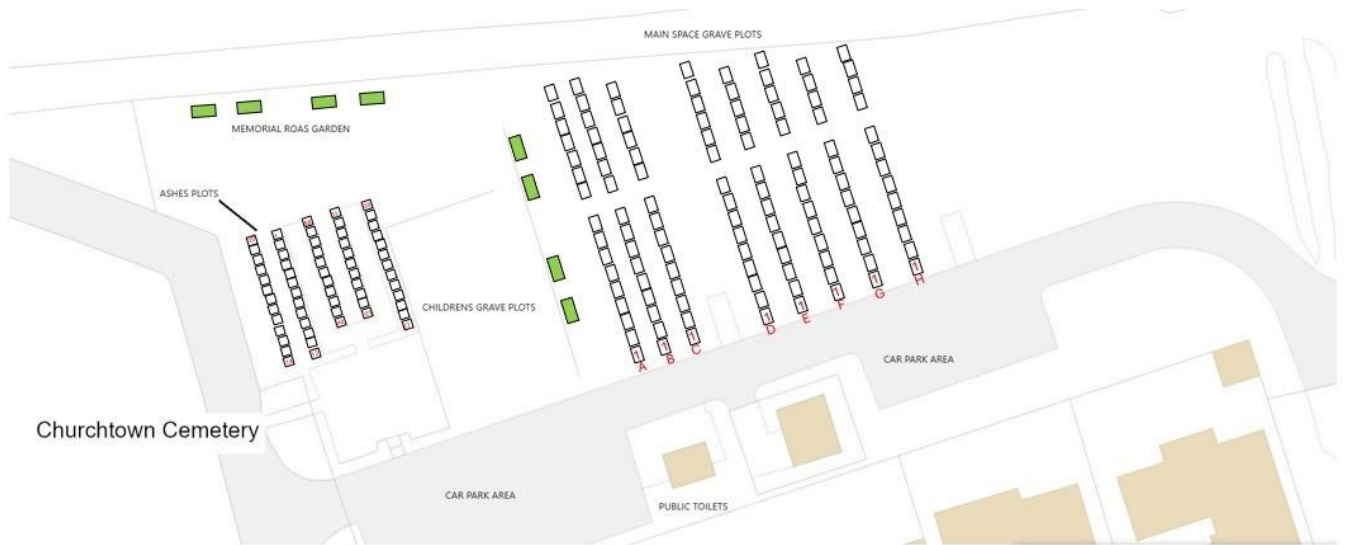 MAIN SPACE GRAVE PLOTS
MEMORIAL ROAS GARDEN
ASHES PLOTS
CHILDRENS GRAVE PLOTS
1 A
1 B
1 C
1 D
1 E
1 F
1 G
1 H
CAR PARK AREA
Churchtown Cemetery
CAR PARK AREA
PUBLIC TOILETS